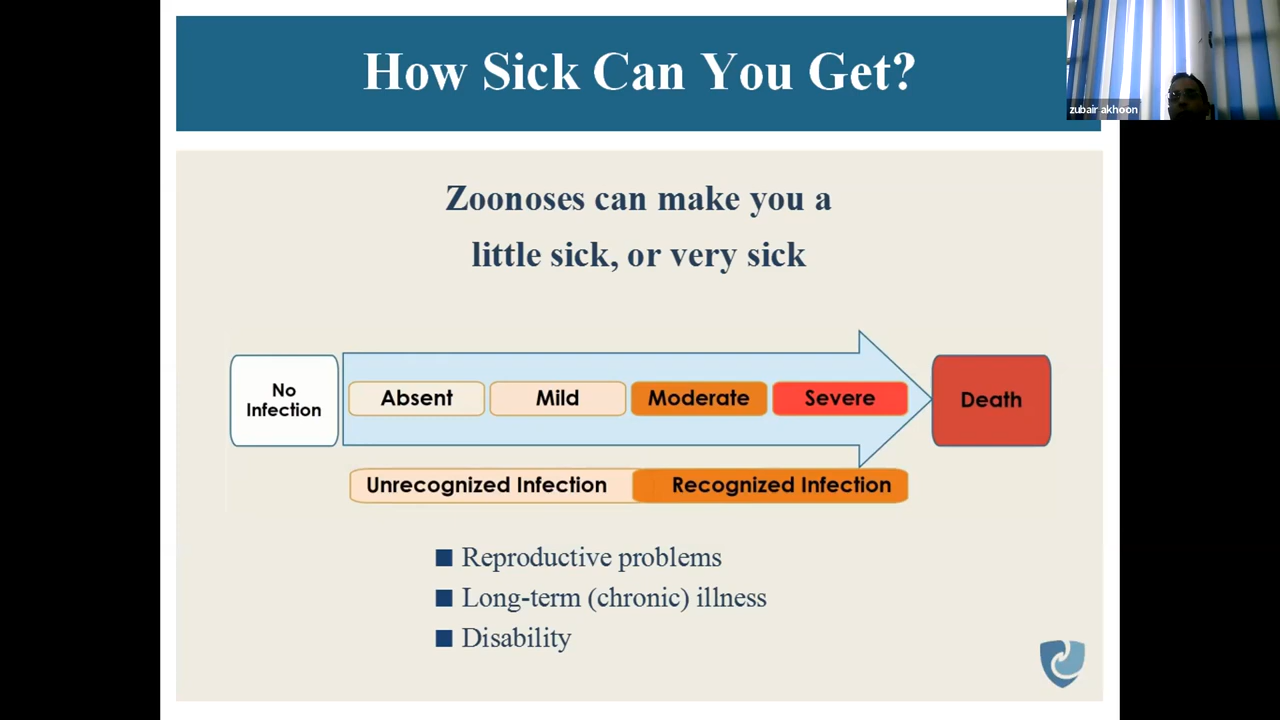 How Sick Can You Get?
zubair akhoon
Zoonoses can make you a
little sick, or very sick
No
Infection
Absent
Mild
Moderate
Severe
Death
Unrecognized Infection
Recognized Infection
Reproductive problems
Long-term (chronic) illness
Disability